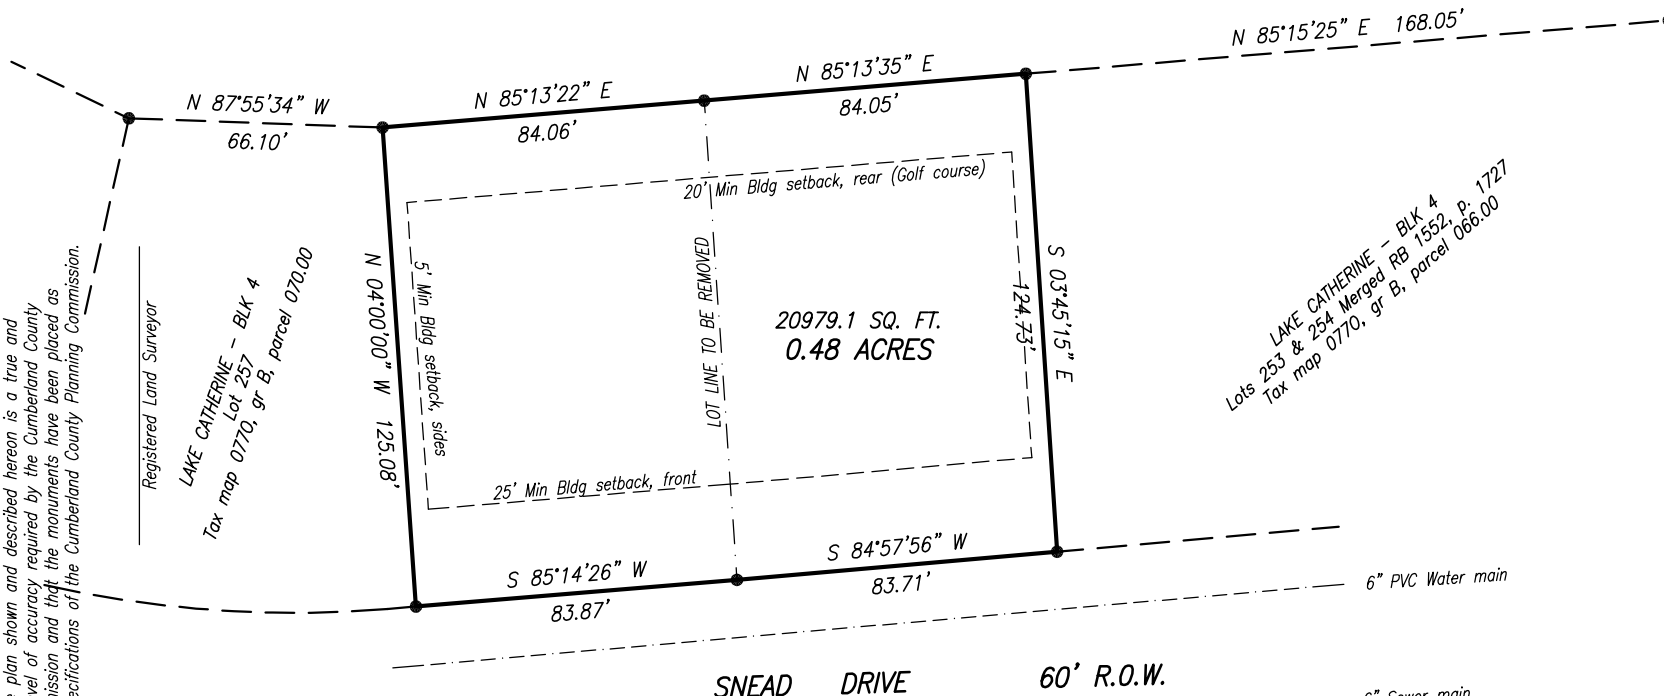 N 85°15'25" E 168.05'
N 85°13'35" E
84.05'
N 85°13'22" E
84.06'
N 87°55'34" W
66.10'
20' Min Bldg setback, rear (Golf course)
LAKE CATHERINE - BLK 4
Lots 253 & 254 Merged RB 1552, p. 1727
Tax map 0770, gr B, parcel 066.00
S 03°45'15" E
124.73'
LOT LINE TO BE REMOVED
20979.1 SQ. FT.
0.48 ACRES
5' Min Bldg setback, sides
N 04°00'00" W 125.08'
LAKE CATHERINE - BLK 4
Lot 257
Tax map 0770, gr B, parcel 070.00
Registered Land Surveyor
plan shown and described hereon is a true and
of accuracy required by the Cumberland County
and that the monuments have been placed as
of the Cumberland County Planning Commission.
25' Min Bldg setback, front
S 85°14'26" W
83.87'
S 84°57'56" W
83.71'
6" PVC Water main
SNEAD DRIVE 60' R.O.W.
Sewer main